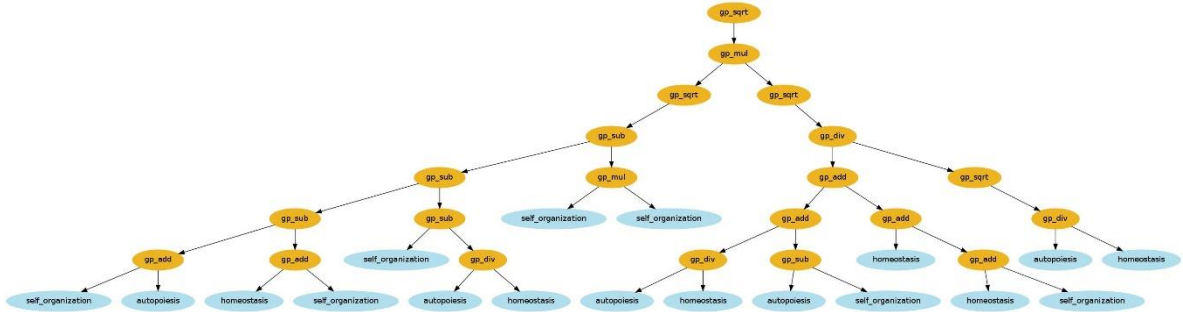 gp_sqrt
gp_mul
gp_sqrt gp_sqrt
gp_sub gp_div
gp_sub gp_mul gp_add gp_sqrt
gp_sub gp_sub self_organization self_organization gp_add gp_add gp_div
gp_add gp_add self_organization gp_div gp_div gp_sub homeostasis gp_add autopoiesis homeostasis
self_organization autopoiesis homeostasis self_organization autopoiesis homeostasis autopoiesis homeostasis autopoiesis self_organization homeostasis self_organization